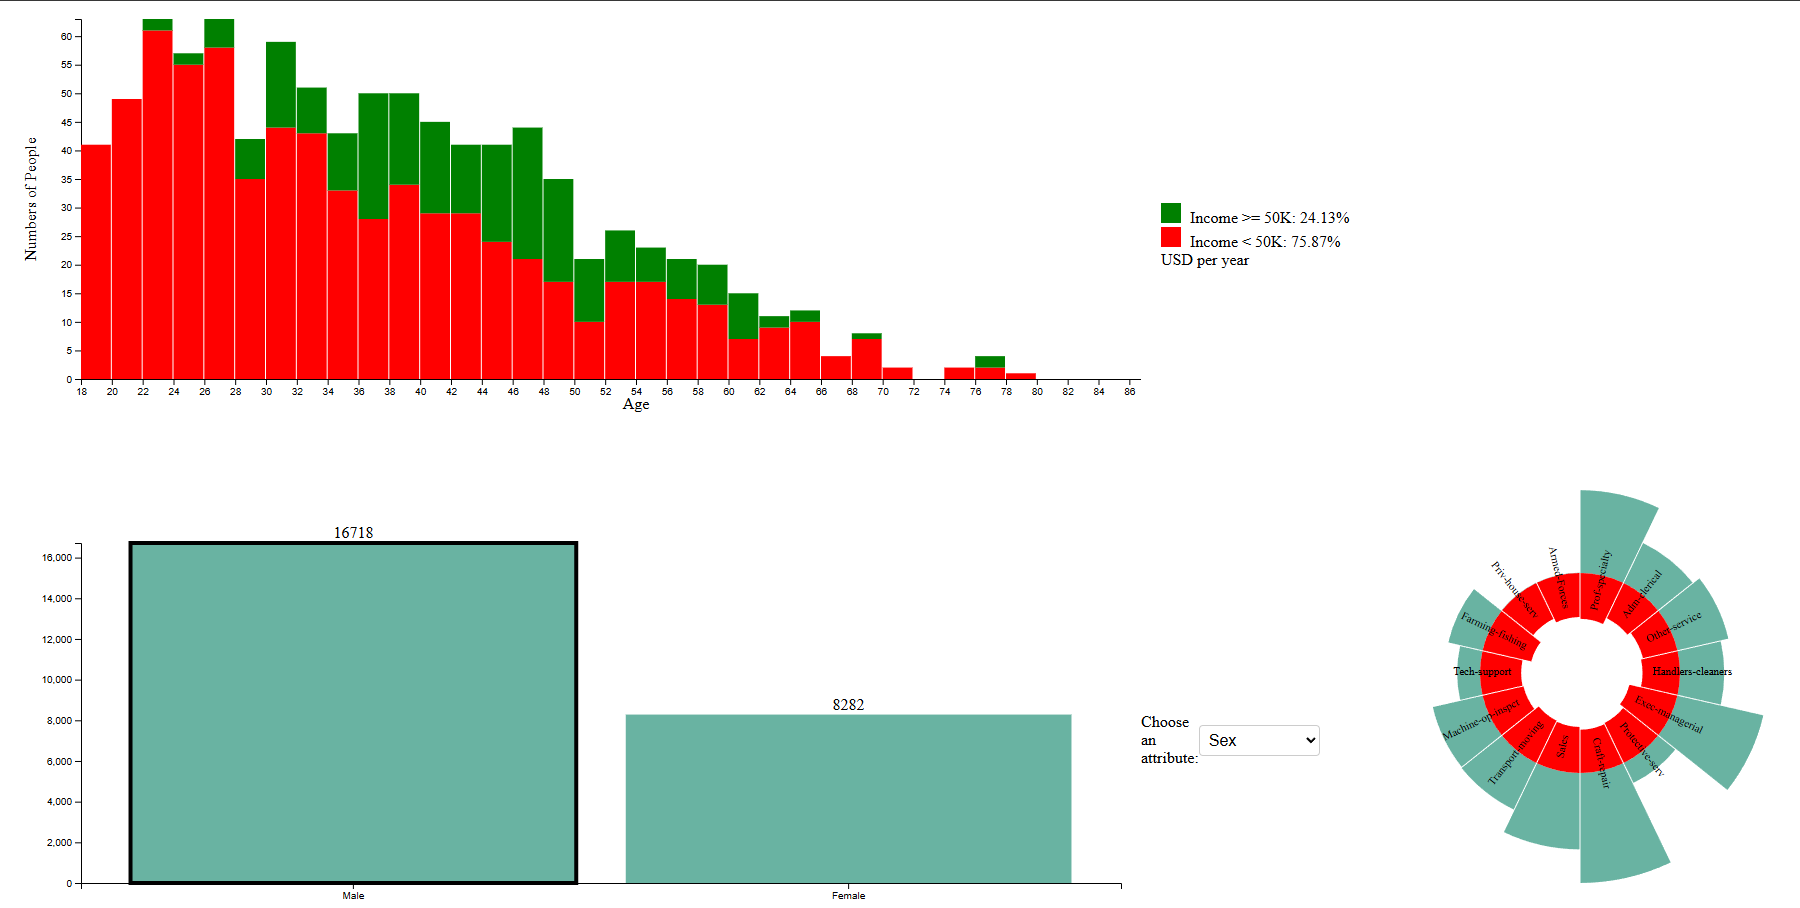 60
55
50
45
40
35
30
25
20
15
10
5
0
Numbers of People
18 20 22 24 26 28 30 32 34 36 38 40 42 44 46 48 50 52 54 56 58 60 62 64 66 68 70 72 74 76 78 80 82 84 86
Age
Income >= 50K: 24.13%
Income < 50K: 75.87%
USD per year
16,000
14,000
12,000
10,000
8,000
6,000
4,000
2,000
0
16718
8282
Male Female
Choose
an
attribute:
Sex
Prof-specialty
Adm-clerical
Other-service
Handlers-cleaners
Exec-managerial
Protective-serv
Craft-repair
Sales
Transport-moving
Machine-op-inspct
Tech-support
Farming-fishing
Priv-house-serv
Armed-Forces